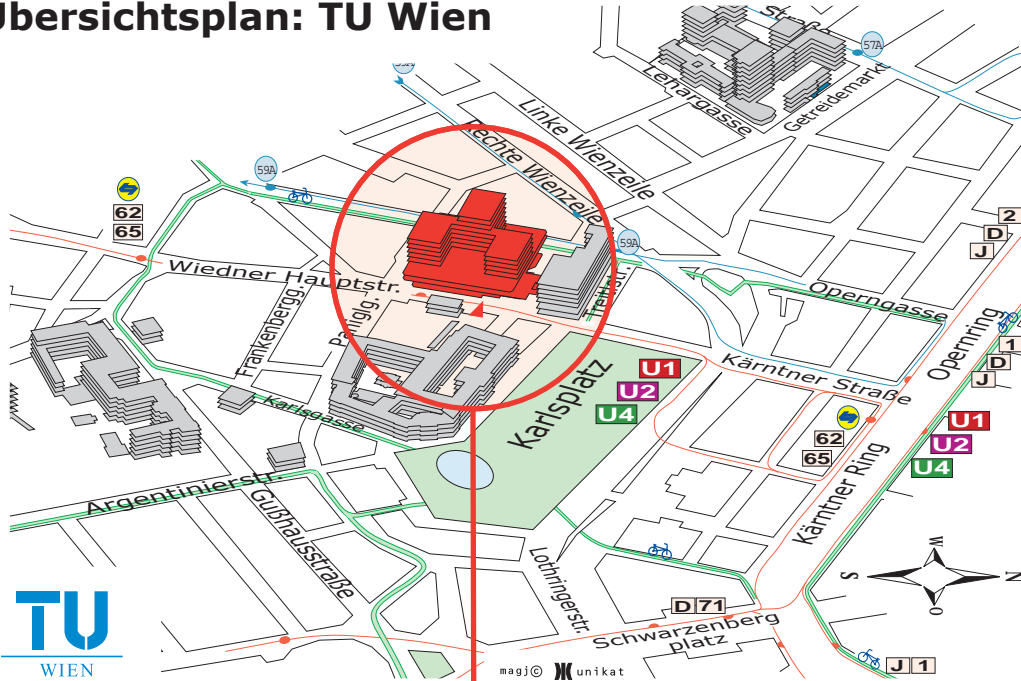 Übersichtsplan: TU Wien
Straße
57A
Lehargasse
Getreidemarkt
Linke Wienzeile
Rechte Wienzeile
59A
62
65
59A
2
D
J
Wiedner Hauptstr.
Treitlstr.
Operngasse
Frankenbergg.
Paniglg.
Opernring
1
D
J
Karlsplatz
U1
U2
U4
Kärntner Straße
Karlsgasse
62
65
U1
U2
U4
Kärntner Ring
Argentinierstr.
Gußhausstraße
Lothringerstr.
W
S
N
O
D 71
Schwarzenberg
platz
J 1
TU
WIEN
magj© unikat